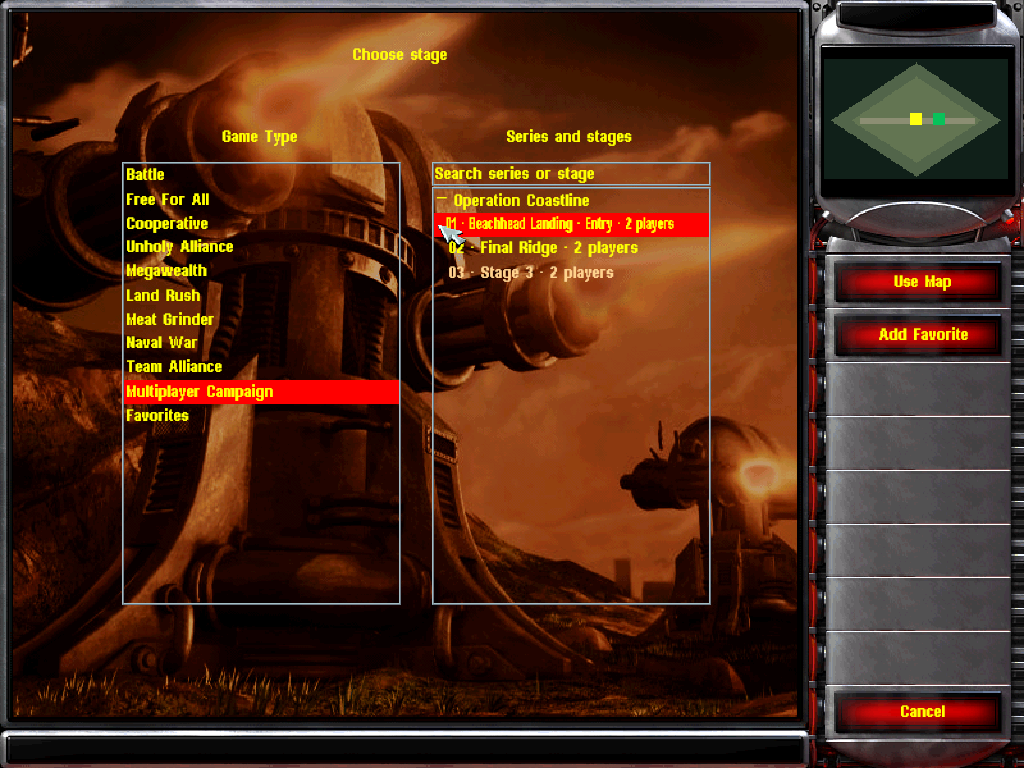 Choose stage
Game Type
Series and stages
Battle
Free For All
Cooperative
Unholy Alliance
Megawealth
Land Rush
Meat Grinder
Naval War
Team Alliance
Multiplayer Campaign
Favorites
Search series or stage
Operation Coastline
01 - Beachhead Landing - Entry - 2 players
02 - Final Ridge - 2 players
03 - Stage 3 - 2 players
Use Map
Add Favorite
Cancel